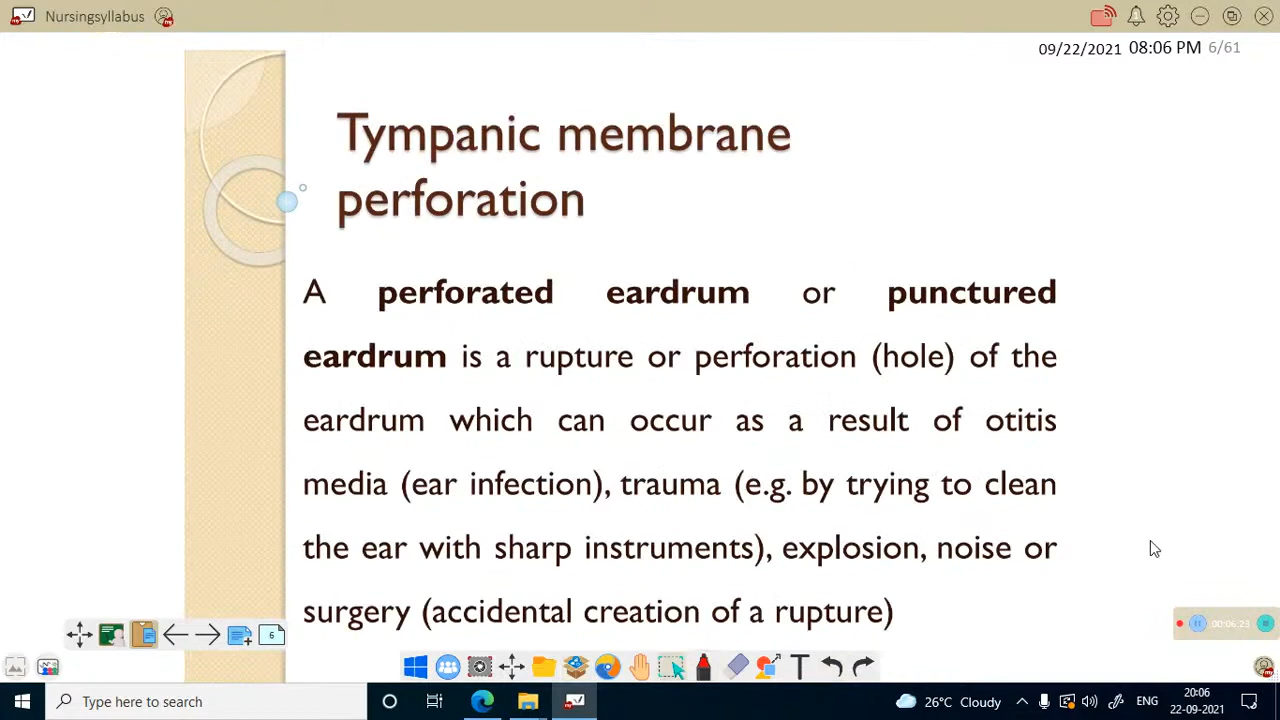 Nursingsyllabus
09/22/2021 08:06 PM 6/61
Tympanic membrane
perforation
A perforated eardrum or punctured
eardrum is a rupture or perforation (hole) of the
eardrum which can occur as a result of otitis
media (ear infection), trauma (e.g. by trying to clean
the ear with sharp instruments), explosion, noise or
surgery (accidental creation of a rupture)
00:06:23
6
Type here to search
26°C Cloudy
ENG
20:06
22-09-2021